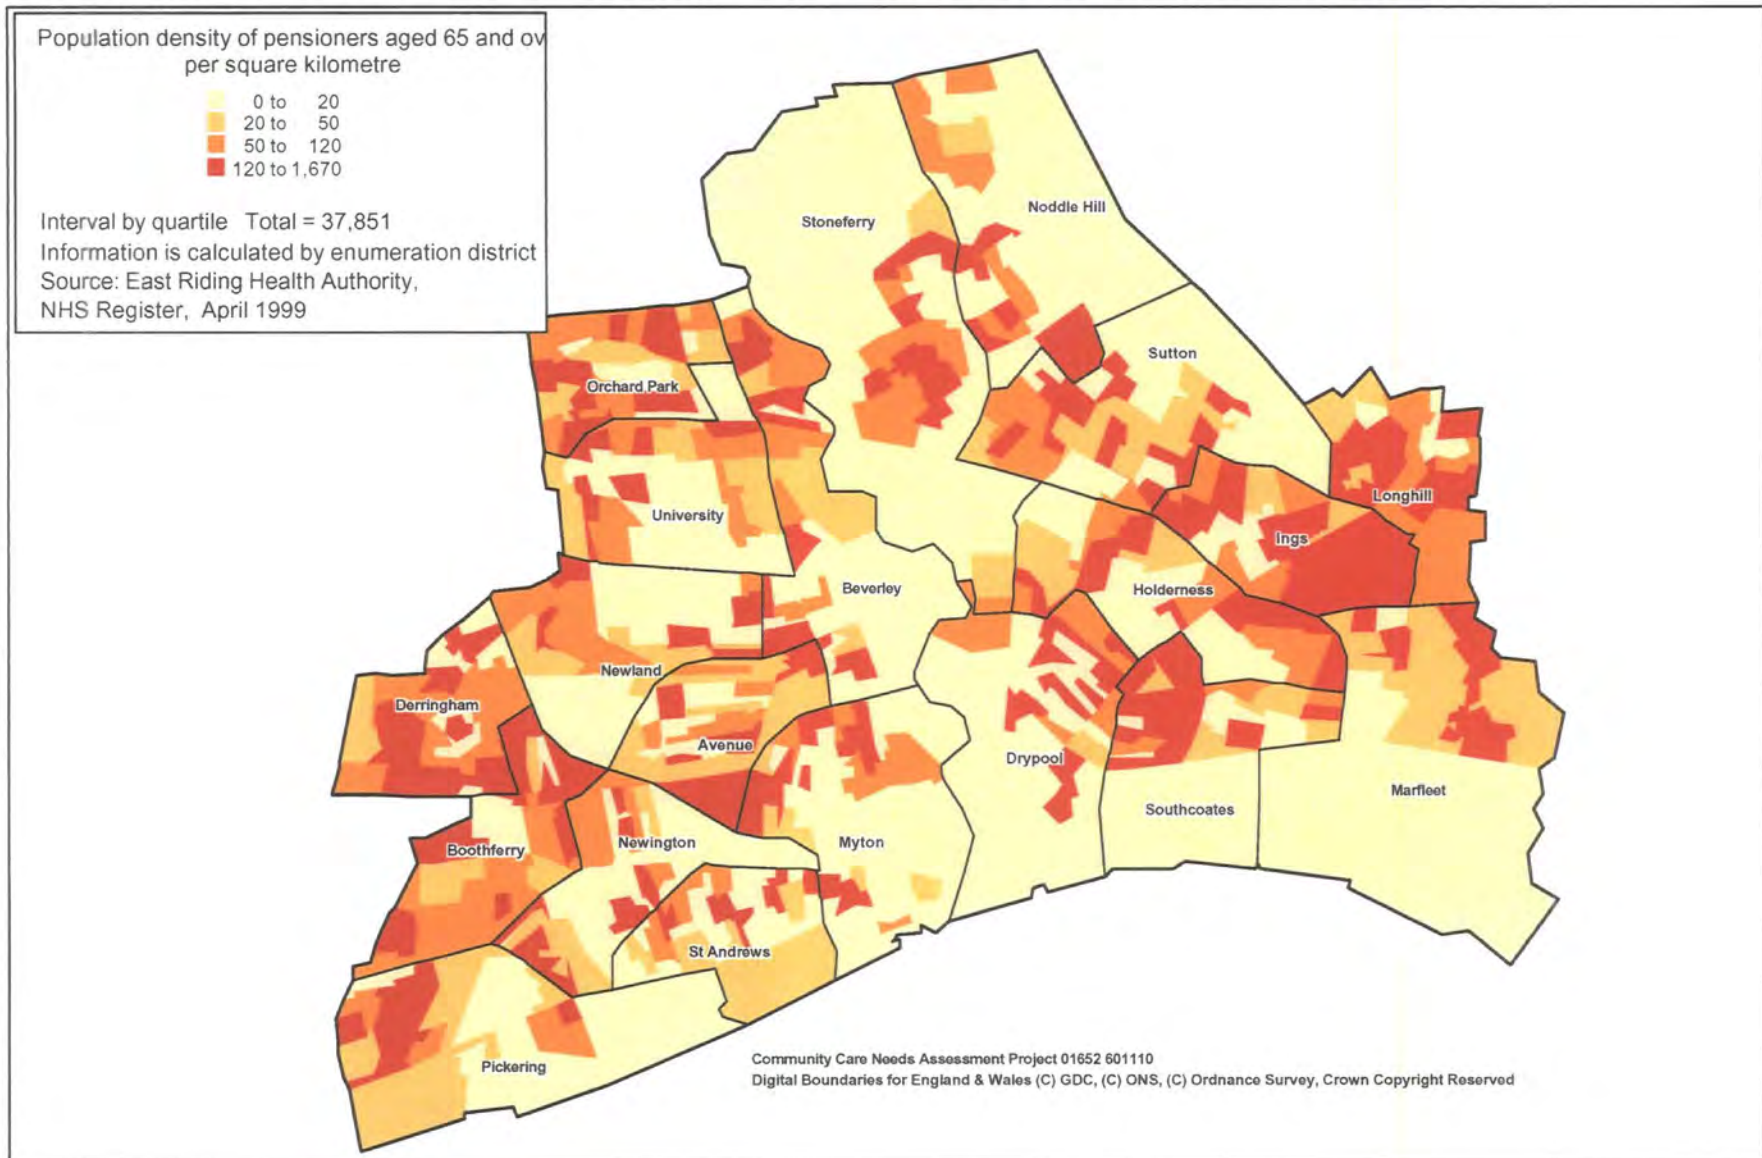 Population density of pensioners aged 65 and ov
per square kilometre
0 to 20
20 to 50
50 to 120
120 to 1,670
Interval by quartile Total = 37,851
Information is calculated by enumeration district
Source: East Riding Health Authority,
NHS Register, April 1999
Noddle Hill
Stoneferry
Sutton
Orchard Park
Longhill
University
Ings
Beverley
Holderness
Newland
Derringham
Avenue
Drypool
Marfleet
Southcoates
Boothferry
Newington
Myton
St Andrews
Pickering
Community Care Needs Assessment Project 01652 601110
Digital Boundaries for England & Wales (C) GDC, (C) ONS, (C) Ordnance Survey, Crown Copyright Reserved